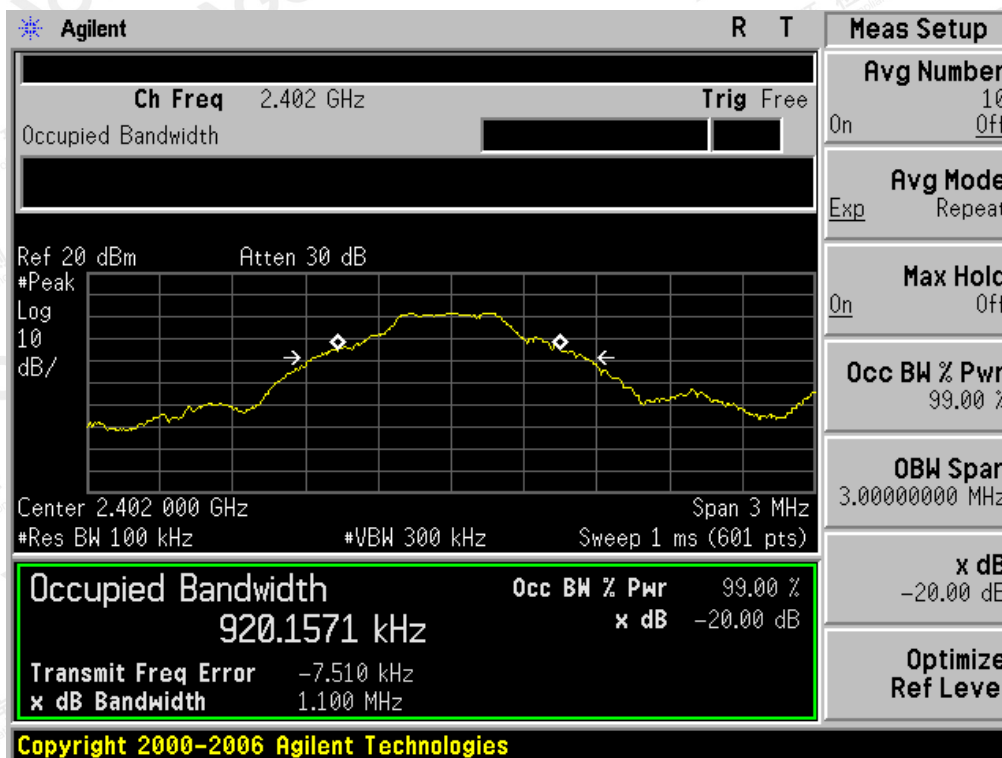 Agilent R T
Ch Freq 2.402 GHz Trig Free
Occupied Bandwidth
Ref 20 dBm Atten 30 dB
#Peak
Log
10
dB/
Center 2.402 000 GHz Span 3 MHz
#Res BW 100 kHz #VBW 300 kHz Sweep 1 ms (601 pts)
Occupied Bandwidth Occ BW % Pwr 99.00 %
920.1571 kHz x dB -20.00 dB
Transmit Freq Error -7.510 kHz
x dB Bandwidth 1.100 MHz
Copyright 2000-2006 Agilent Technologies
Meas Setup
Avg Number
10
On Off
Avg Mode
Exp Repeat
Max Hold
On Off
Occ BW % Pwr
99.00 %
OBW Span
3.00000000 MHz
x dB
-20.00 dB
Optimize
Ref Level